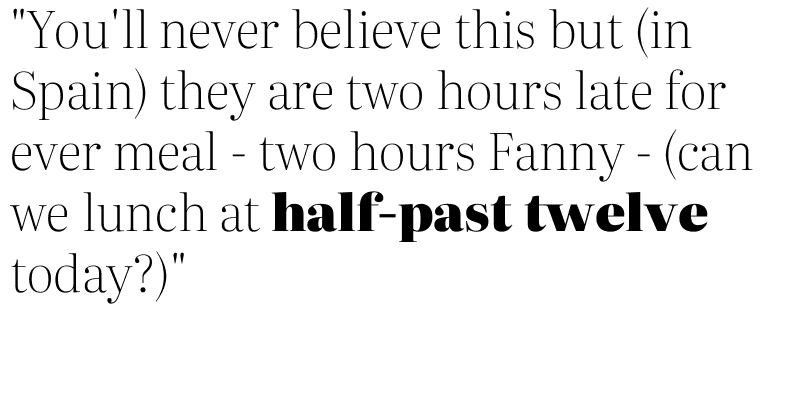 "You'll never believe this but (in
Spain) they are two hours late for
ever meal - two hours Fanny - (can
we lunch at half-past twelve
today?)"